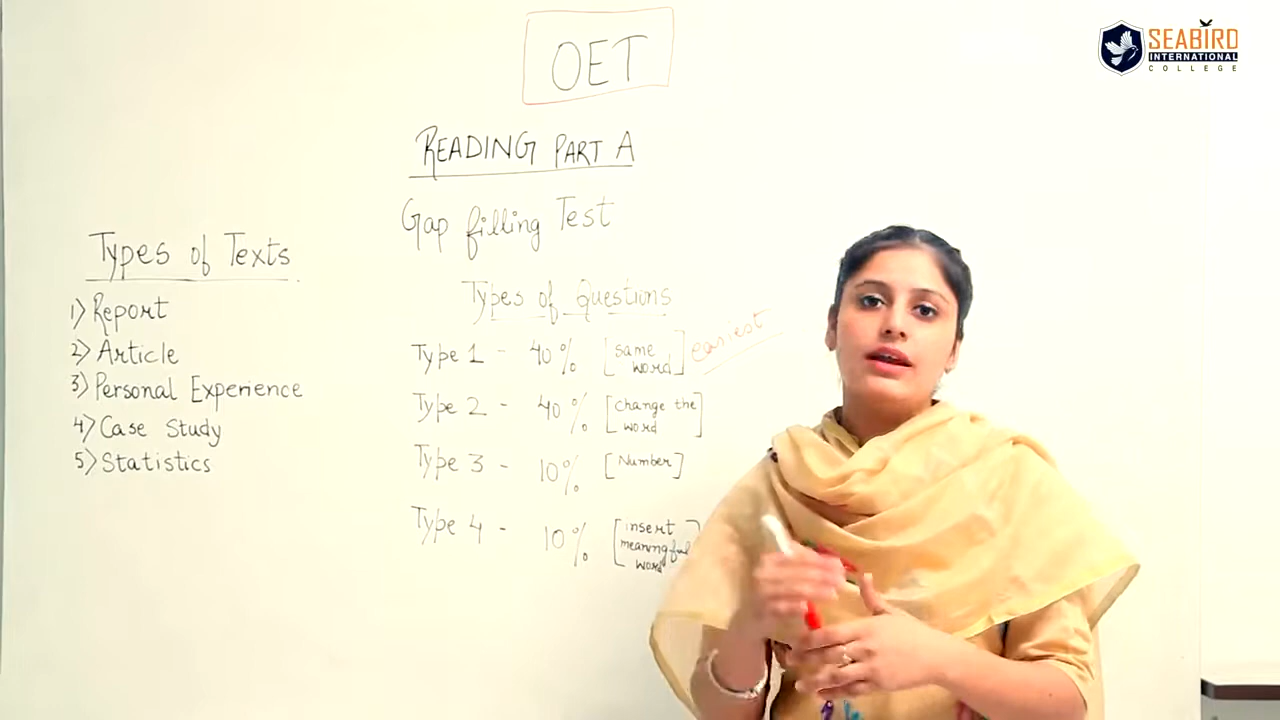 OET
SEABIRD
INTERNATIONAL
COLLEGE
READING PART A
Gap filling Test
Types of Texts
1) Report
2) Article
3) Personal Experience
4) Case Study
5) Statistics
Types of Questions
Type 1 - 40% [same word] easiest
Type 2 - 40% [change the word]
Type 3 - 10% [Number]
Type 4 - 10% [insert meaningful word